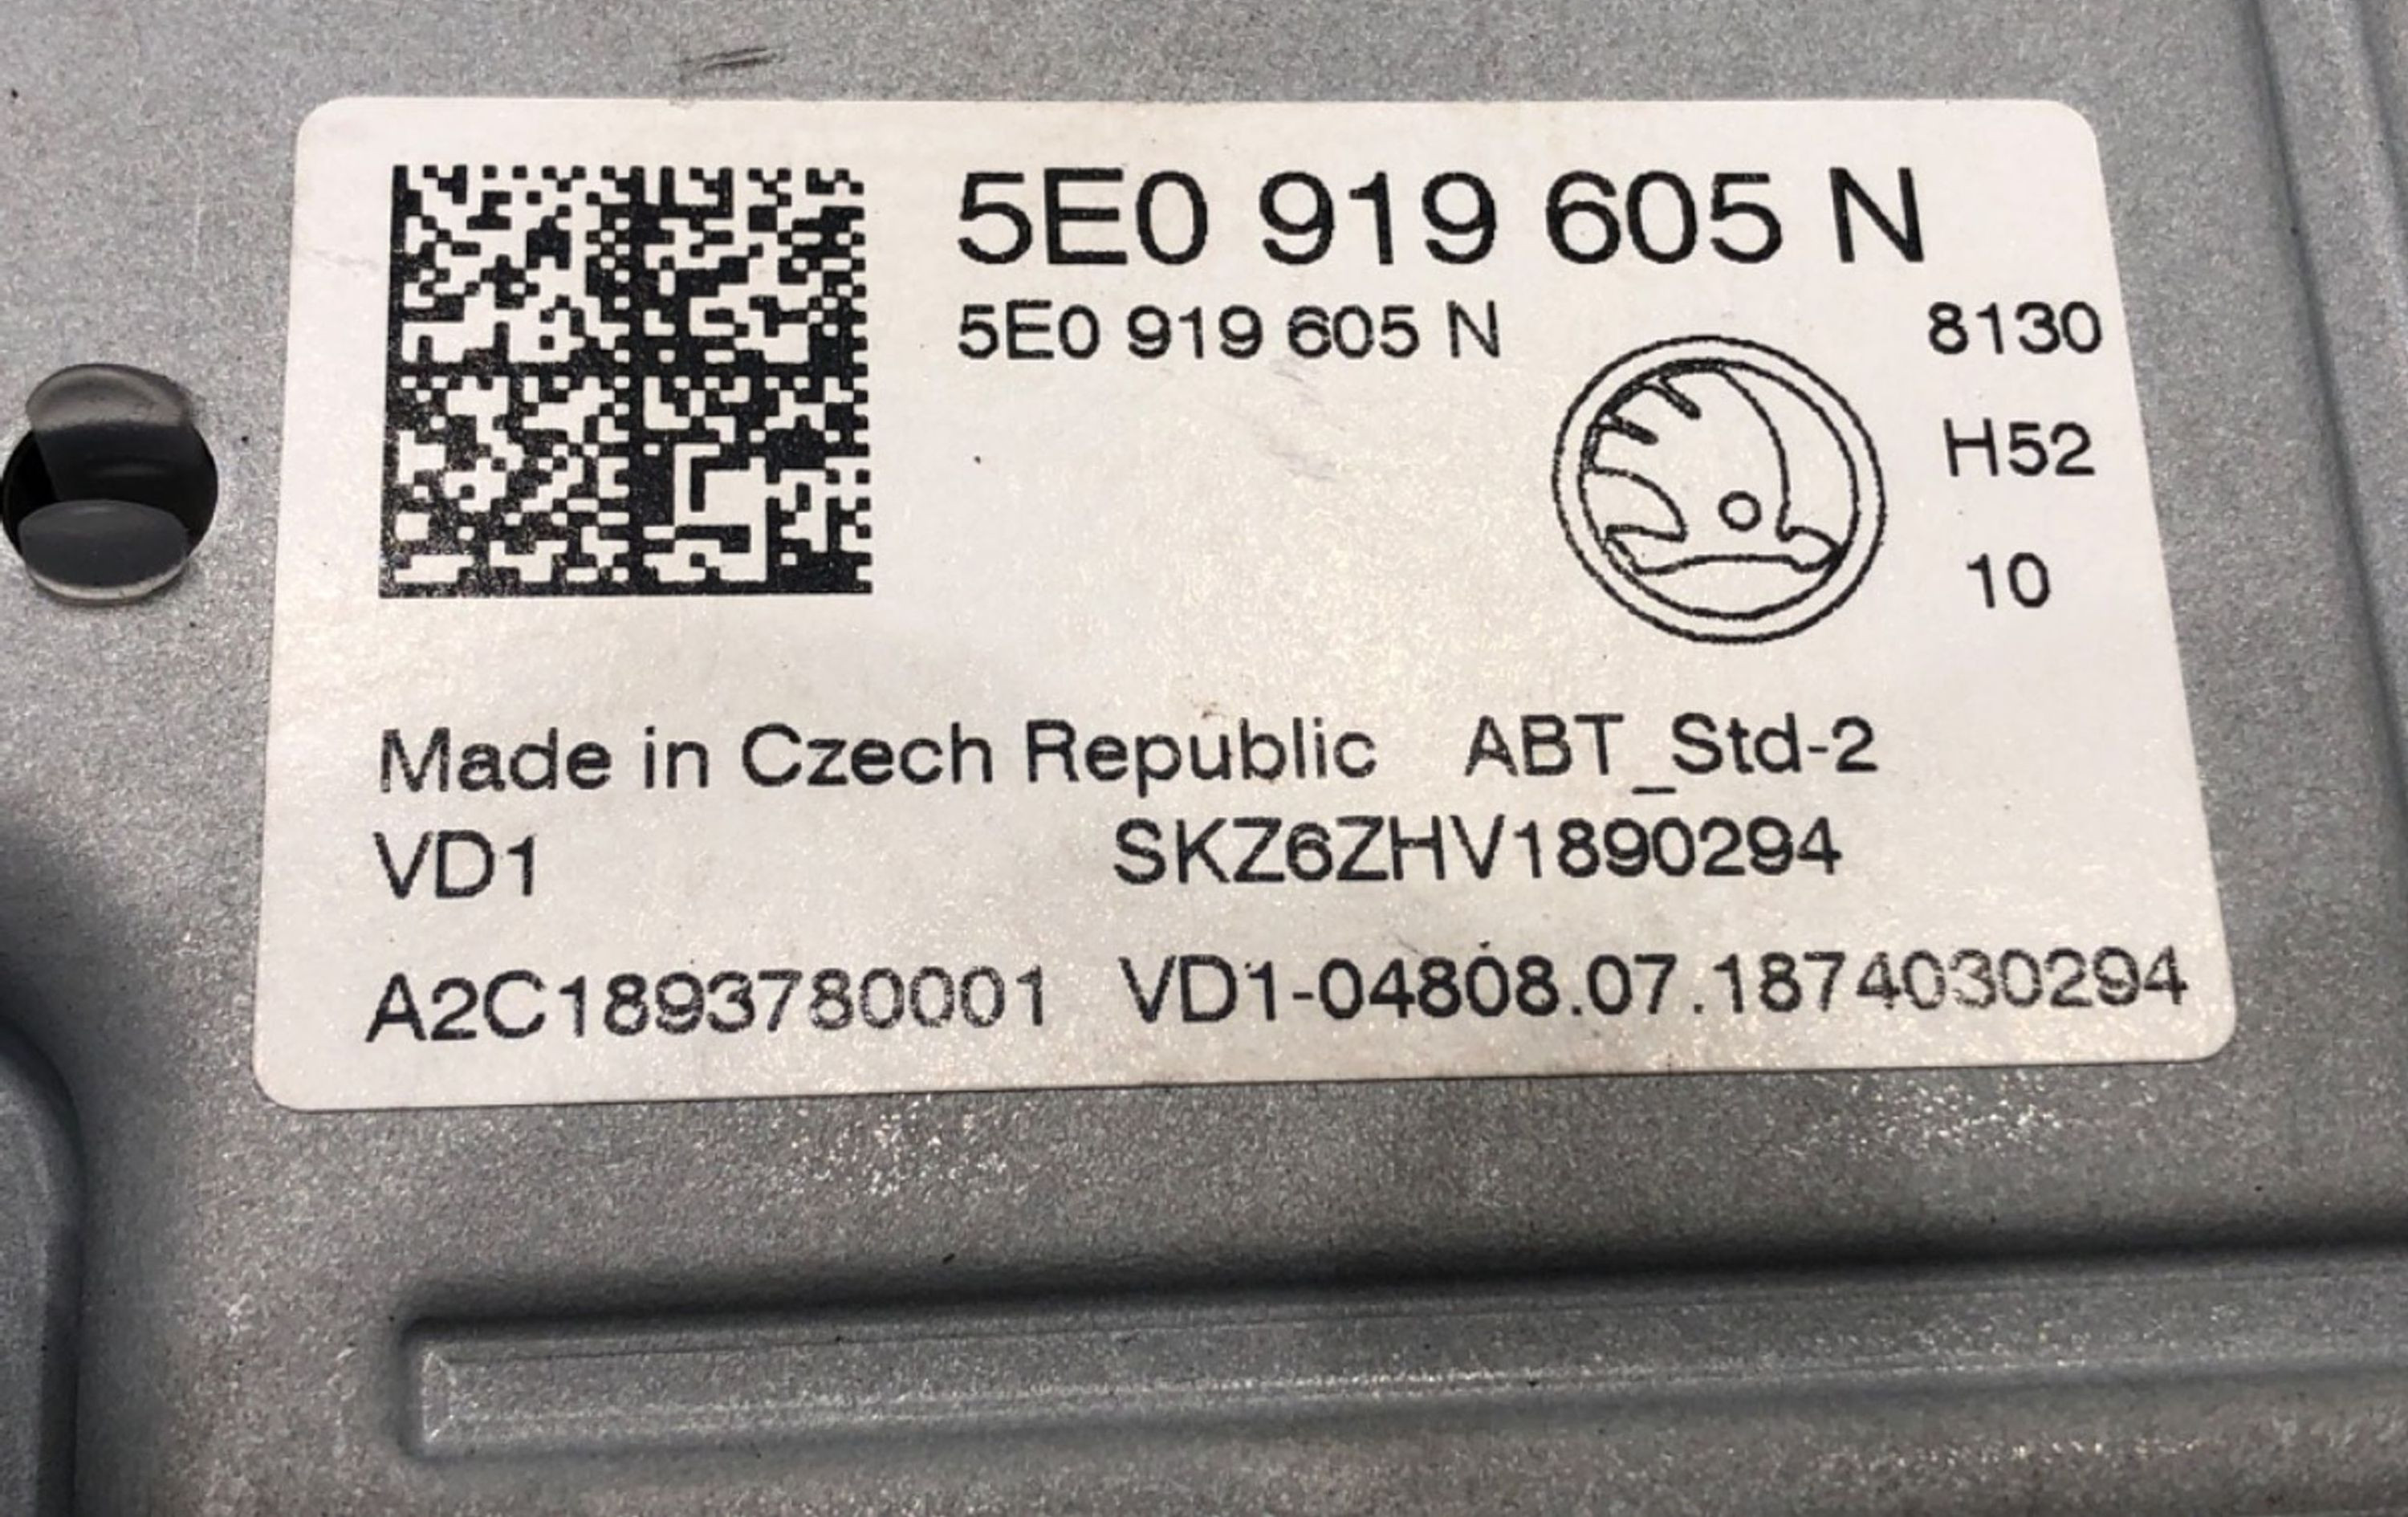 5E0 919 605 N
5E0 919 605 N
8130
H52
10
Made in Czech Republic ABT_Std-2
VD1 SKZ6ZHV1890294
A2C1893780001 VD1-04808.07.1874030294